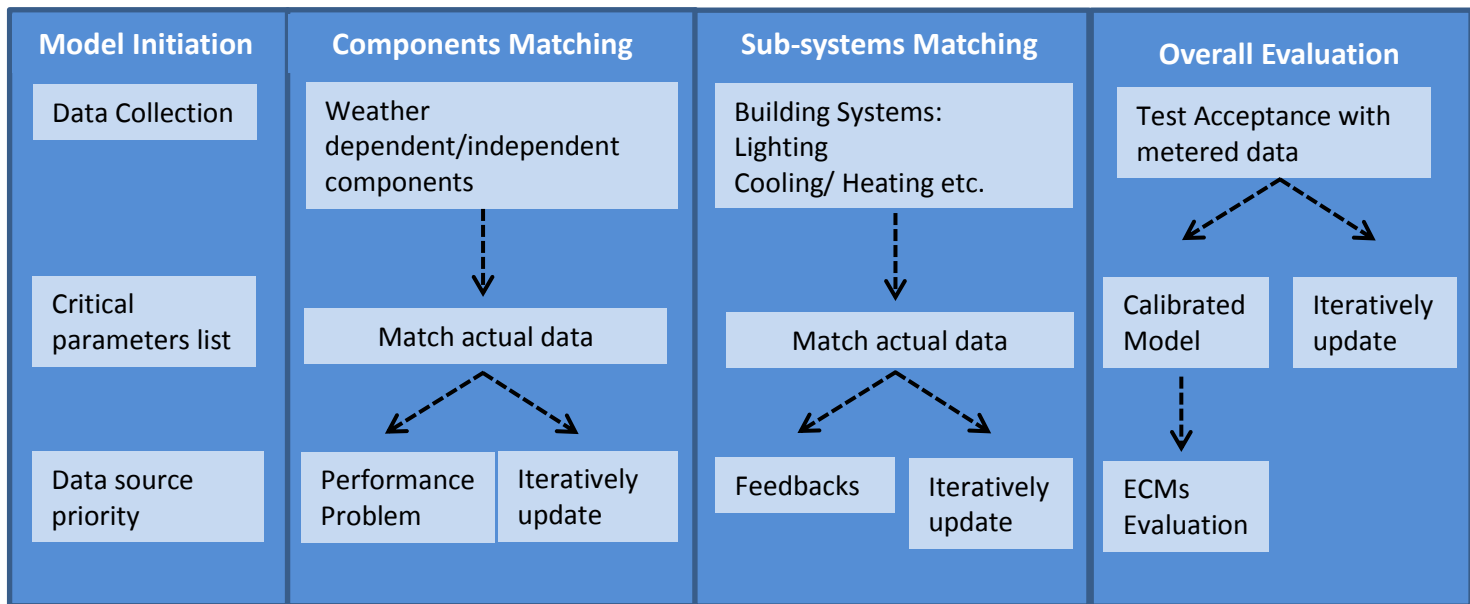 Model Initiation
Data Collection
Critical
parameters list
Data source
priority
Components Matching
Weather
dependent/independent
components
Match actual data
Performance
Problem
Iteratively
update
Sub-systems Matching
Building Systems:
Lighting
Cooling/ Heating etc.
Match actual data
Feedbacks
Iteratively
update
Overall Evaluation
Test Acceptance with
metered data
Calibrated
Model
Iteratively
update
ECMs
Evaluation